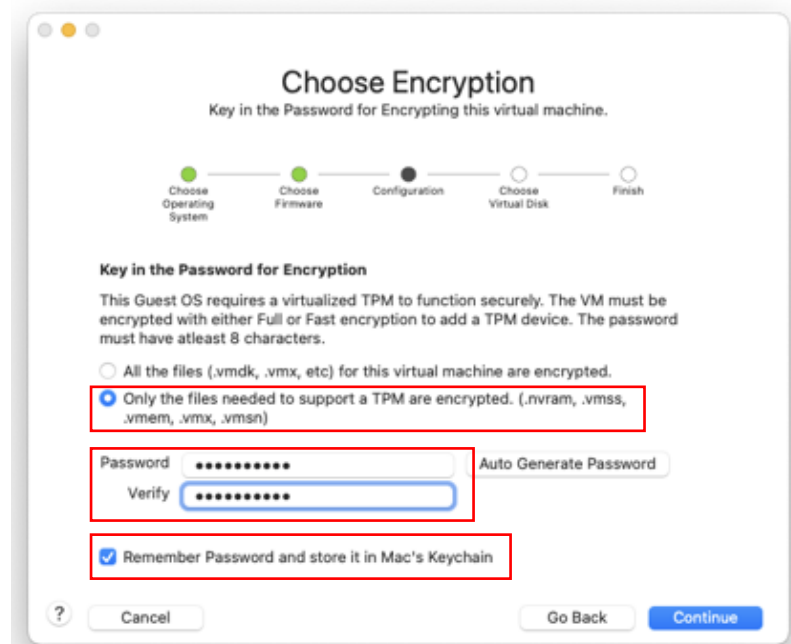 Choose Encryption
Key in the Password for Encrypting this virtual machine.
Choose
Operating
System
Choose
Firmware
Configuration
Choose
Virtual Disk
Finish
Key in the Password for Encryption
This Guest OS requires a virtualized TPM to function securely. The VM must be
encrypted with either Full or Fast encryption to add a TPM device. The password
must have atleast 8 characters.
All the files (.vmdk, .vmx, etc) for this virtual machine are encrypted.
Only the files needed to support a TPM are encrypted. (.nvram, .vmss,
.vmem, .vmx, .vmsn)
Password ●●●●●●●●●● Auto Generate Password
Verify ●●●●●●●●●●
Remember Password and store it in Mac's Keychain
? Cancel Go Back Continue